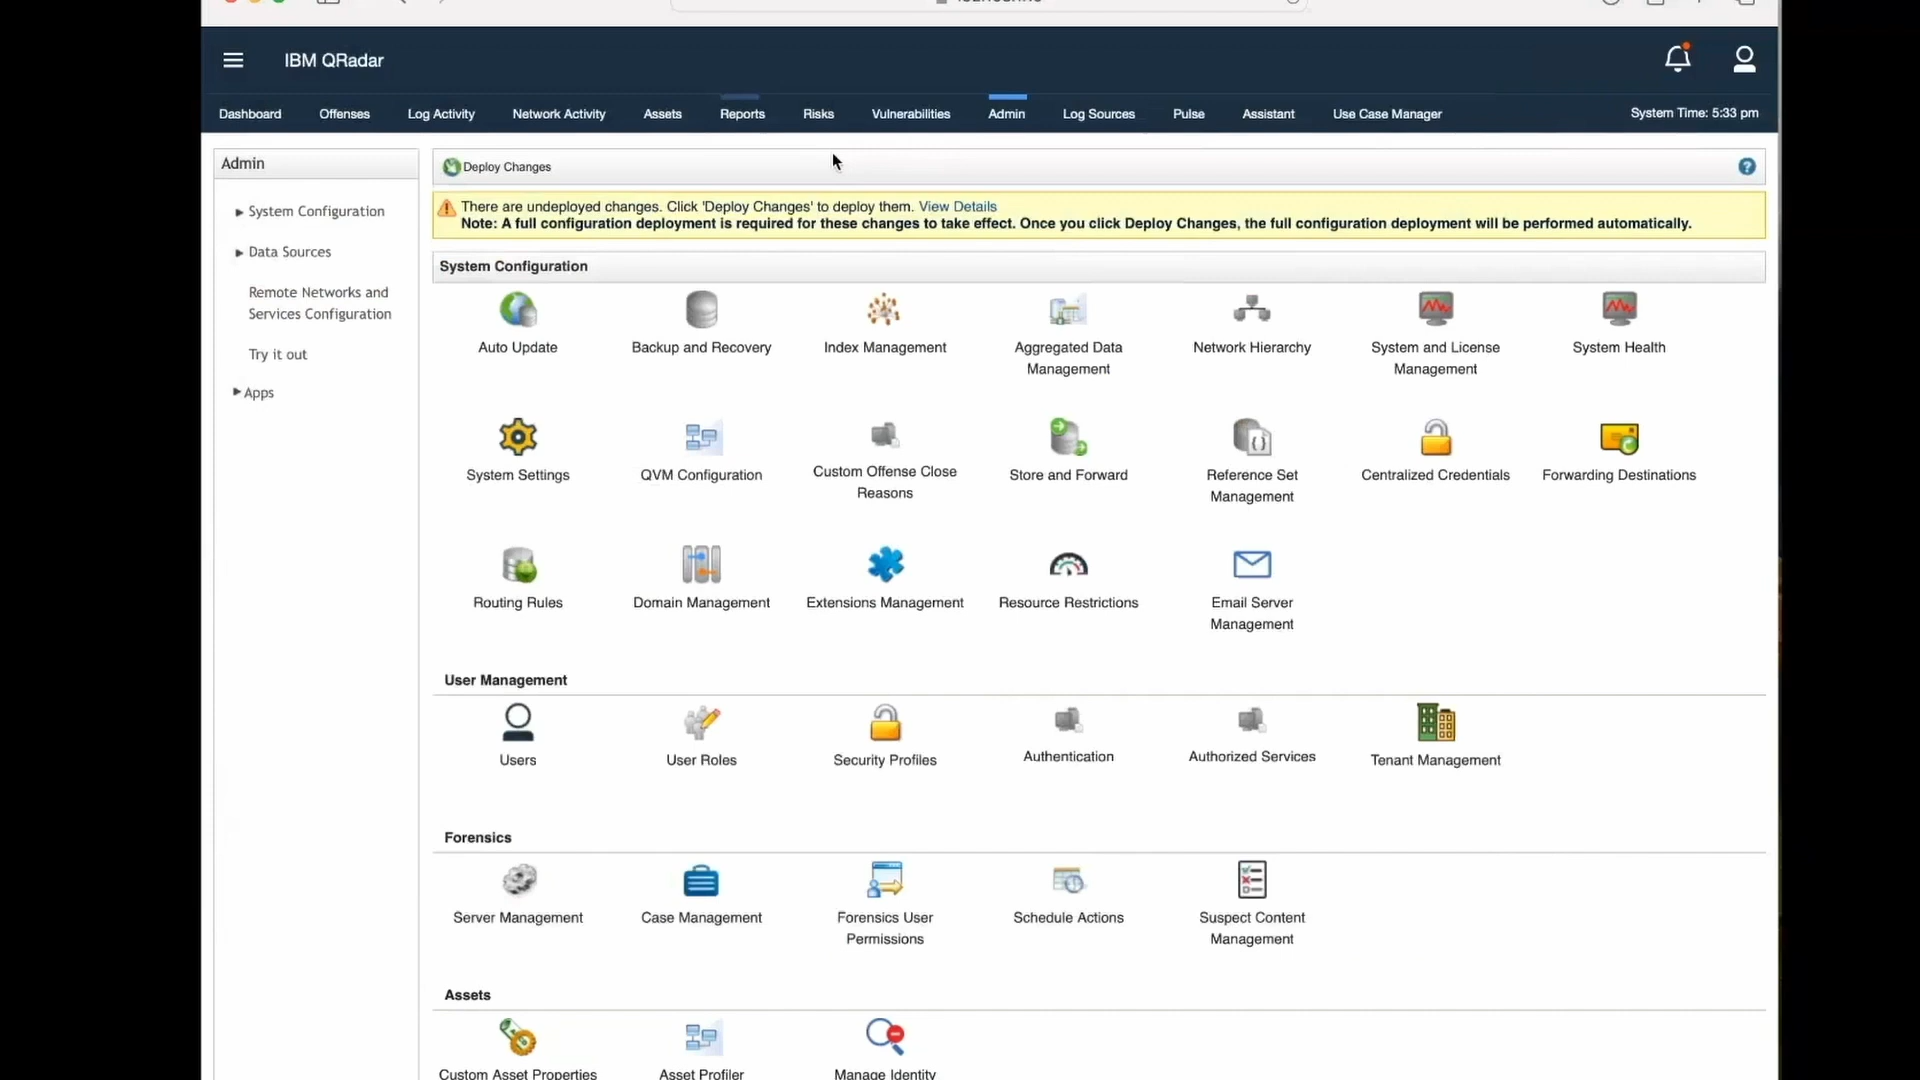 IBM QRadar
Dashboard Offenses Log Activity Network Activity Assets Reports Risks Vulnerabilities Admin Log Sources Pulse Assistant Use Case Manager System Time: 5:33 pm
Admin
System Configuration
Data Sources
Remote Networks and
Services Configuration
Try it out
Apps
Deploy Changes
There are undeployed changes. Click 'Deploy Changes' to deploy them. View Details
Note: A full configuration deployment is required for these changes to take effect. Once you click Deploy Changes, the full configuration deployment will be performed automatically.
System Configuration
Auto Update
Backup and Recovery
Index Management
Aggregated Data
Management
Network Hierarchy
System and License
Management
System Health
System Settings
QVM Configuration
Custom Offense Close
Reasons
Store and Forward
Reference Set
Management
Centralized Credentials
Forwarding Destinations
Routing Rules
Domain Management
Extensions Management
Resource Restrictions
Email Server
Management
User Management
Users
User Roles
Security Profiles
Authentication
Authorized Services
Tenant Management
Forensics
Server Management
Case Management
Forensics User
Permissions
Schedule Actions
Suspect Content
Management
Assets
Custom Asset Properties
Asset Profiler
Manage Identity